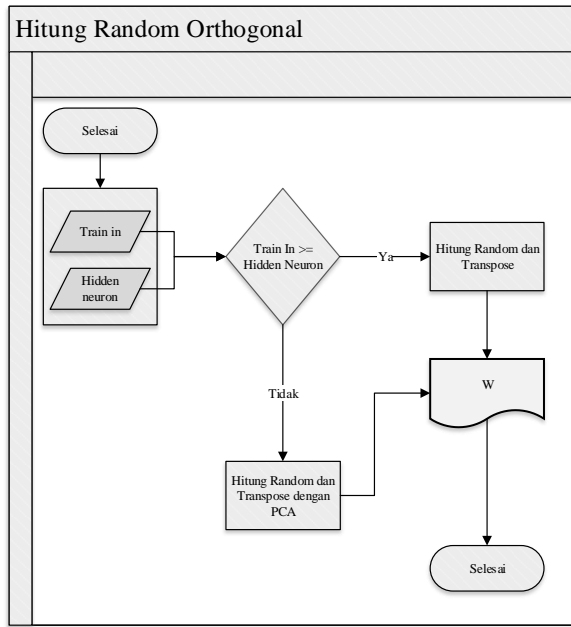 Hitung Random Orthogonal
Selesai
Train in
Hidden
neuron
Train In >=
Hidden Neuron
Ya
Hitung Random dan
Transpose
W
Tidak
Hitung Random dan
Transpose dengan
PCA
Selesai